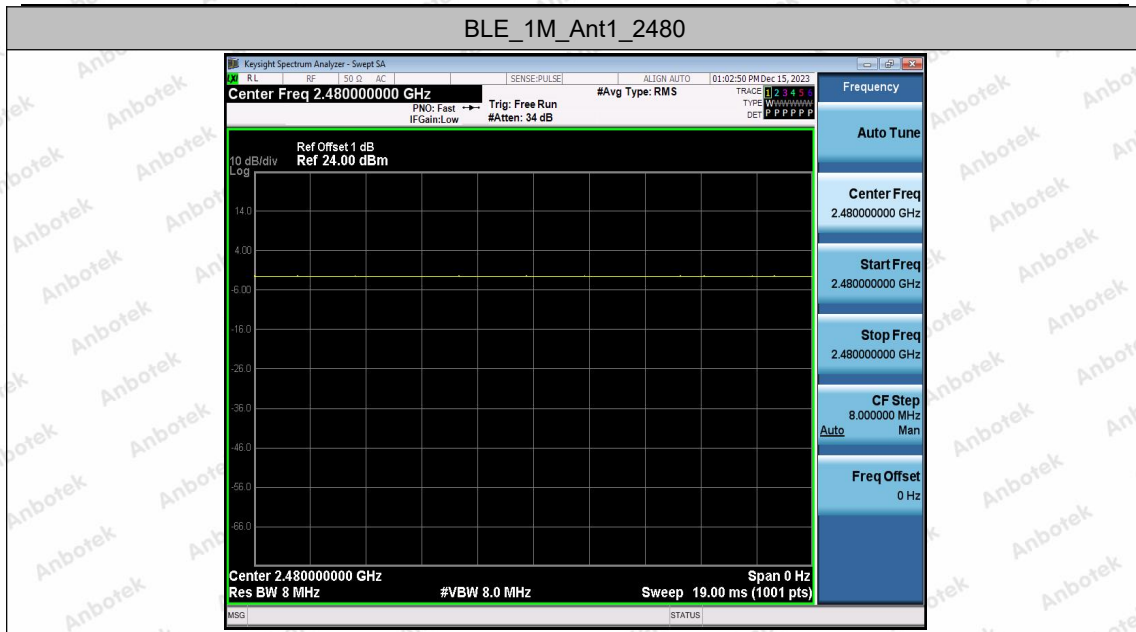 BLE_1M_Ant1_2480
Keysight Spectrum Analyzer - Swept SA
RL RF 50 Ω AC SENSE:PULSE ALIGN AUTO 01:02:50 PM Dec 15, 2023
Center Freq 2.480000000 GHz #Avg Type: RMS TRACE 1 2 3 4 5 6
PNO: Fast Trig: Free Run TYPE WWWWWW
IFGain:Low #Atten: 34 dB DET P P P P P P
Ref Offset 1 dB
10 dB/div Ref 24.00 dBm
Log
14.0
4.00
-6.00
-16.0
-26.0
-36.0
-46.0
-56.0
-66.0
Center 2.480000000 GHz Span 0 Hz
Res BW 8 MHz #VBW 8.0 MHz Sweep 19.00 ms (1001 pts)
MSG STATUS
Frequency
Auto Tune
Center Freq
2.480000000 GHz
Start Freq
2.480000000 GHz
Stop Freq
2.480000000 GHz
CF Step
8.000000 MHz
Auto Man
Freq Offset
0 Hz
Anbotek